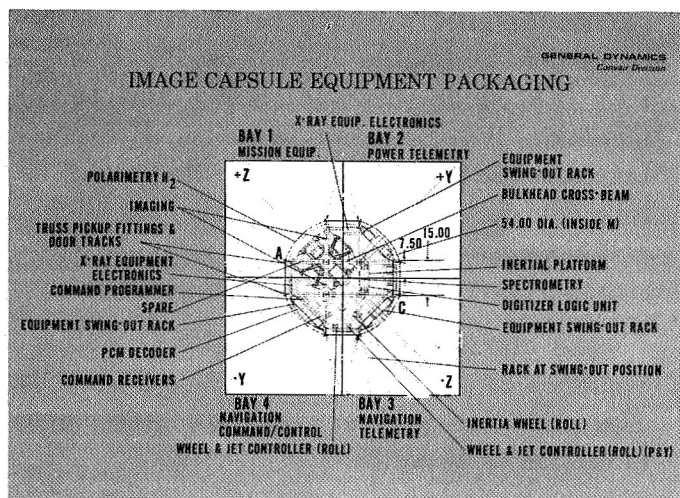 GENERAL DYNAMICS
Convair Division
IMAGE CAPSULE EQUIPMENT PACKAGING
X-RAY EQUIP. ELECTRONICS
BAY 1
MISSION EQUIP.
BAY 2
POWER TELEMETRY
+Z
+Y
POLARIMETRY H2
IMAGING
TRUSS PICKUP FITTINGS &
DOOR TRACKS
X-RAY EQUIPMENT
ELECTRONICS
COMMAND PROGRAMMER
SPARE
EQUIPMENT SWING-OUT RACK
PCM DECODER
COMMAND RECEIVERS
A
C
7.50
15.00
EQUIPMENT
SWING-OUT RACK
BULKHEAD CROSS-BEAM
54.00 DIA. (INSIDE M)
INERTIAL PLATFORM
SPECTROMETRY
DIGITIZER LOGIC UNIT
EQUIPMENT SWING-OUT RACK
RACK AT SWING-OUT POSITION
-Y
-Z
BAY 4
NAVIGATION
COMMAND/CONTROL
BAY 3
NAVIGATION
TELEMETRY
INERTIA WHEEL (ROLL)
WHEEL & JET CONTROLLER (ROLL)
WHEEL & JET CONTROLLER (ROLL) (P&Y)